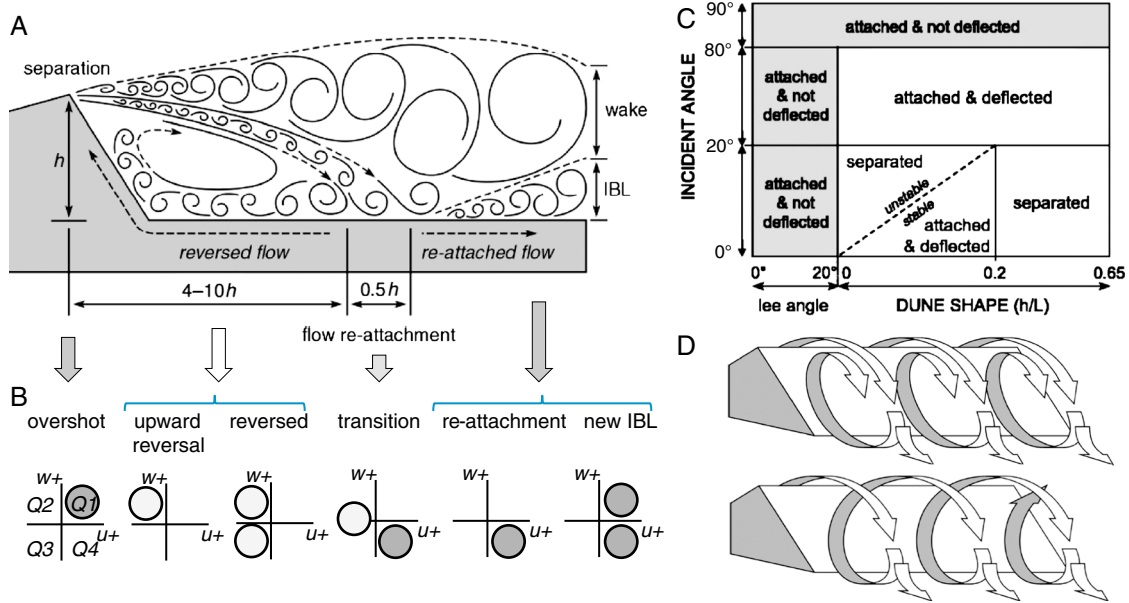 A
separation
h
wake
IBL
reversed flow
re-attached flow
4–10h
0.5h
flow re-attachment
B
overshot
upward
reversal
reversed
transition
re-attachment
new IBL
w+
Q2
Q1
u+
Q3
Q4
w+
u+
w+
u+
w+
u+
w+
u+
w+
u+
C
90°
attached & not deflected
80°
attached
& not
deflected
attached & deflected
INCIDENT ANGLE
20°
separated
unstable
stable
attached
& not
deflected
attached
& deflected
separated
0°
0°
20°
0
0.2
0.65
lee angle
DUNE SHAPE (h/L)
D